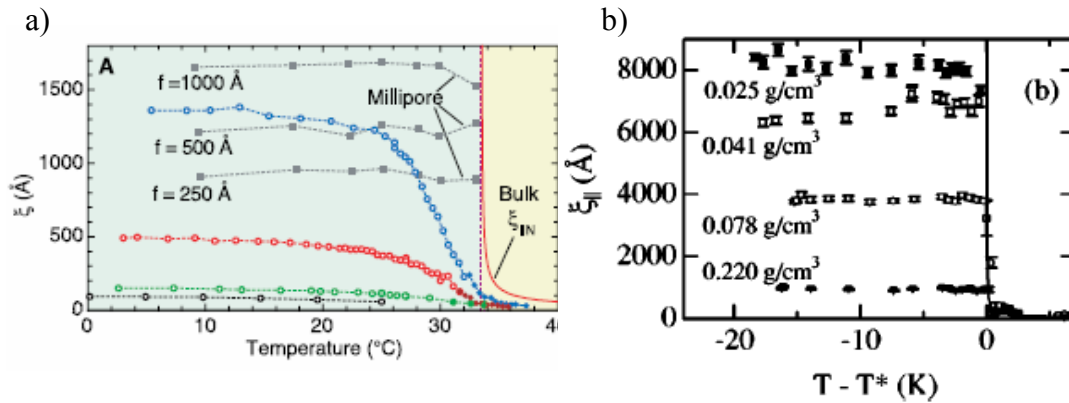 a)
A
1500
1000
500
0
ξ (Å)
f = 1000 Å
Millipore
f = 500 Å
f = 250 Å
Bulk
ξIN
0
10
20
30
40
Temperature (°C)
b)
(b)
8000
6000
4000
2000
0
ξ|| (Å)
0.025 g/cm³
0.041 g/cm³
0.078 g/cm³
0.220 g/cm³
-20
-10
0
T - T* (K)